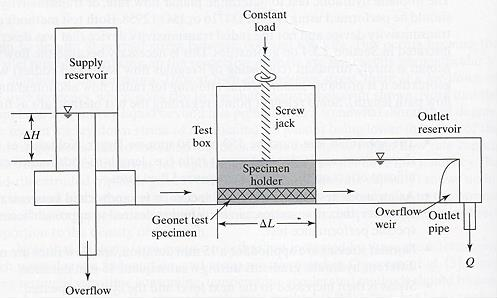 Constant
load
Supply
reservoir
ΔH
Test
box
Screw
jack
Outlet
reservoir
Specimen
holder
Geonet test
specimen
ΔL
Overflow
weir
Outlet
pipe
Overflow
Q